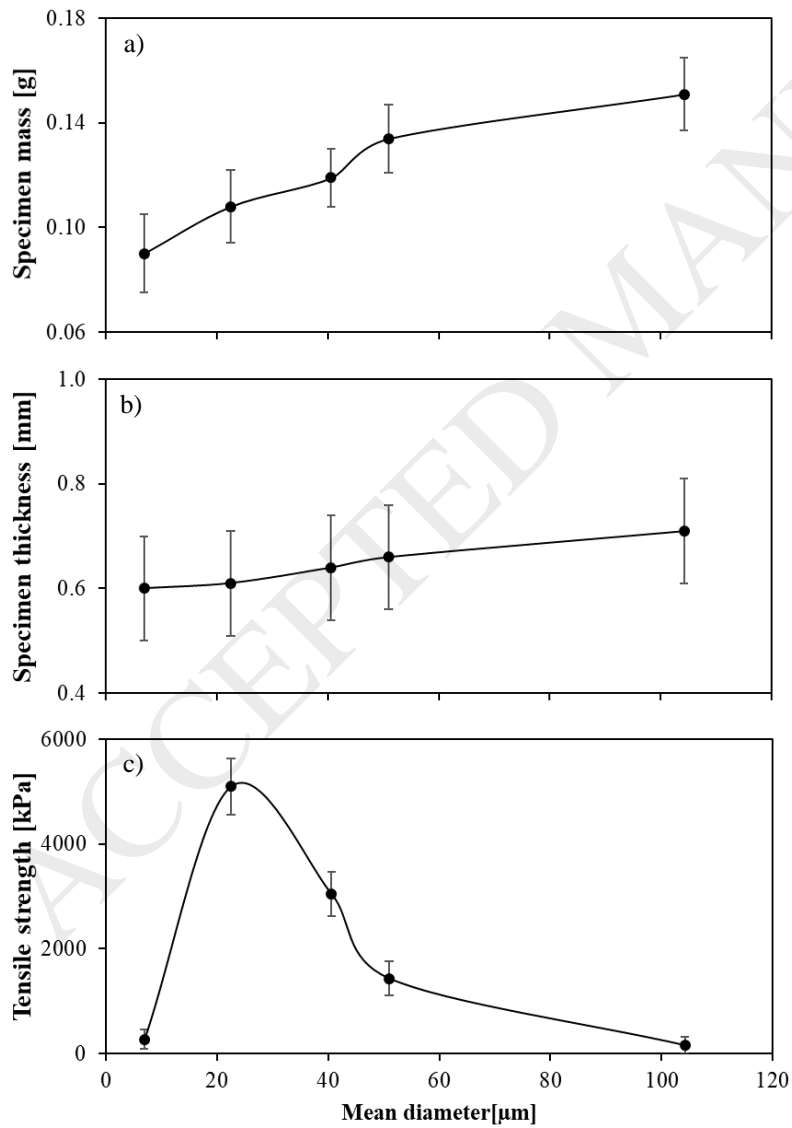 a)
Specimen mass [g]
0.18
0.14
0.10
0.06
b)
Specimen thickness [mm]
1.0
0.8
0.6
0.4
c)
Tensile strength [kPa]
6000
4000
2000
0
0 20 40 60 80 100 120
Mean diameter[µm]
ACCEPTED MAN